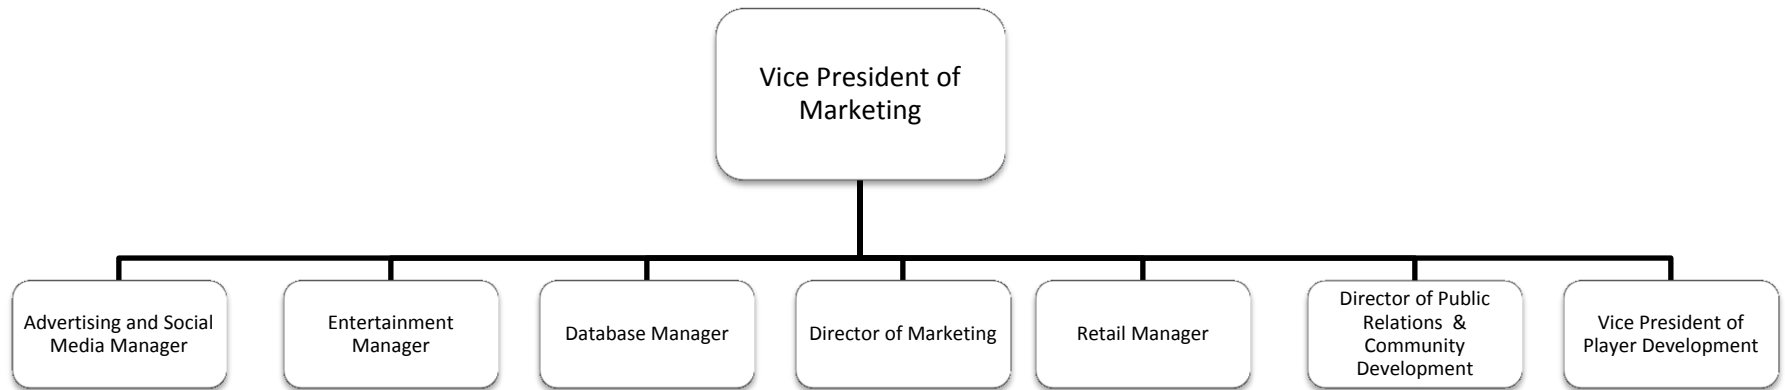 Vice President of
Marketing
Advertising and Social
Media Manager
Entertainment
Manager
Database Manager
Director of Marketing
Retail Manager
Director of Public
Relations &
Community
Development
Vice President of
Player Development